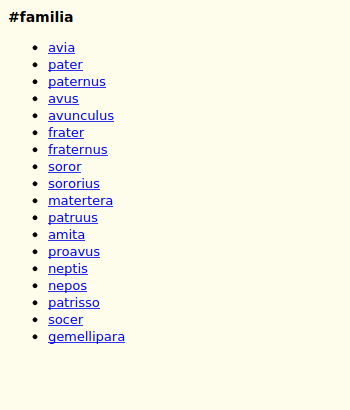 #familia
avia
pater
paternus
avus
avunculus
frater
fraternus
soror
sororius
matertera
patruus
amita
proavus
neptis
nepos
patrisso
socer
gemellipara